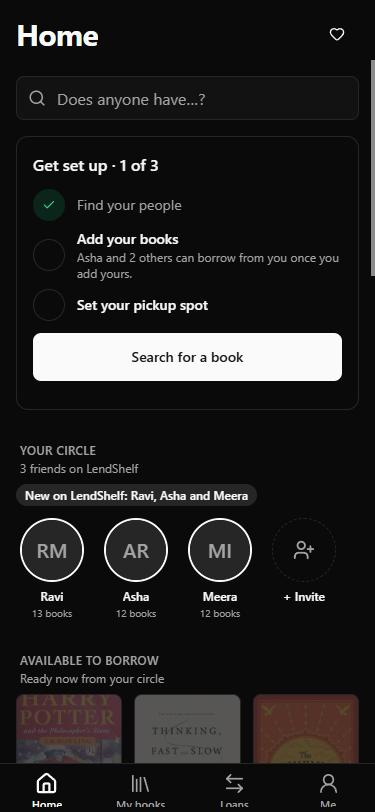 Home
Does anyone have...?
Get set up · 1 of 3
Find your people
Add your books
Asha and 2 others can borrow from you once you
add yours.
Set your pickup spot
Search for a book
YOUR CIRCLE
3 friends on LendShelf
New on LendShelf: Ravi, Asha and Meera
RM AR MI
Ravi Asha Meera + Invite
13 books 12 books 12 books
AVAILABLE TO BORROW
Ready now from your circle
HARRY
POTTER
and the Philosopher's Stone
THINKING,
FAST AND SLOW
Home My books Loans Me